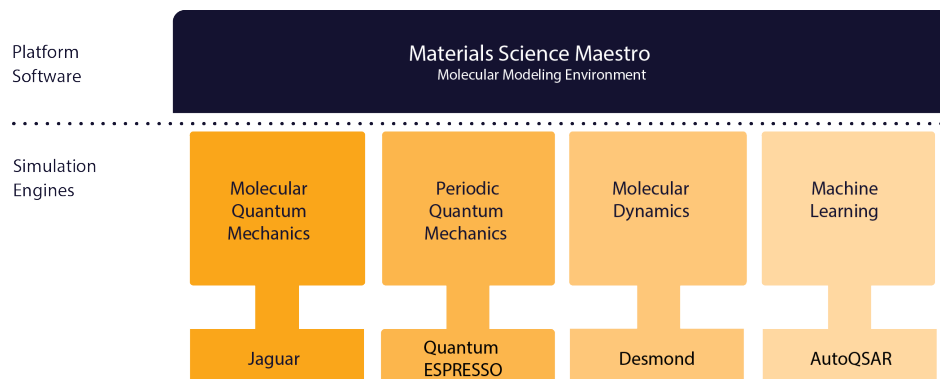 Platform
Software
Materials Science Maestro
Molecular Modeling Environment
Simulation
Engines
Molecular
Quantum
Mechanics
Periodic
Quantum
Mechanics
Molecular
Dynamics
Machine
Learning
Jaguar
Quantum
ESPRESSO
Desmond
AutoQSAR